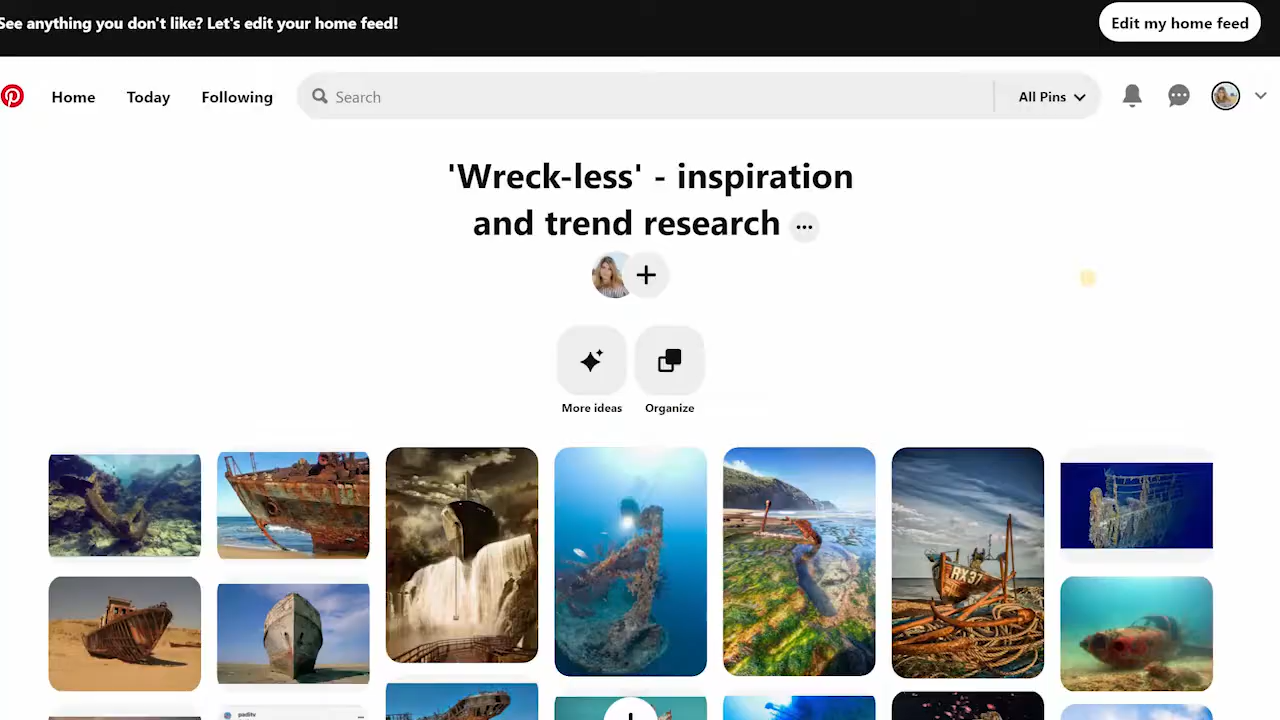 See anything you don't like? Let's edit your home feed!
Edit my home feed
Home
Today
Following
Search
All Pins
'Wreck-less' - inspiration
and trend research
More ideas
Organize
RX37
paditv